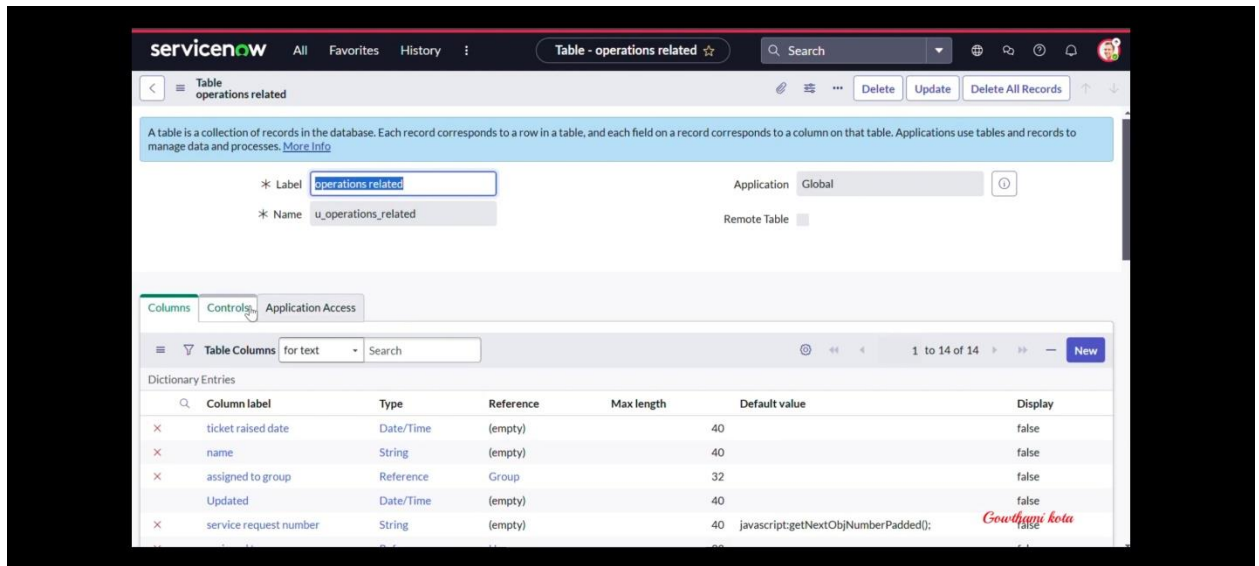 servicenow All Favorites History Table - operations related Search
Table
operations related
Delete Update Delete All Records
A table is a collection of records in the database. Each record corresponds to a row in a table, and each field on a record corresponds to a column on that table. Applications use tables and records to
manage data and processes. More Info
Label operations related Application Global
Name u_operations_related Remote Table
Columns Controls Application Access
Table Columns for text Search 1 to 14 of 14 New
Dictionary Entries
Column label Type Reference Max length Default value Display
ticket raised date Date/Time (empty) 40 false
name String (empty) 40 false
assigned to group Reference Group 32 false
Updated Date/Time (empty) 40 false
service request number String (empty) 40 javascript:getNextObjNumberPadded(); false
Gowthami kota